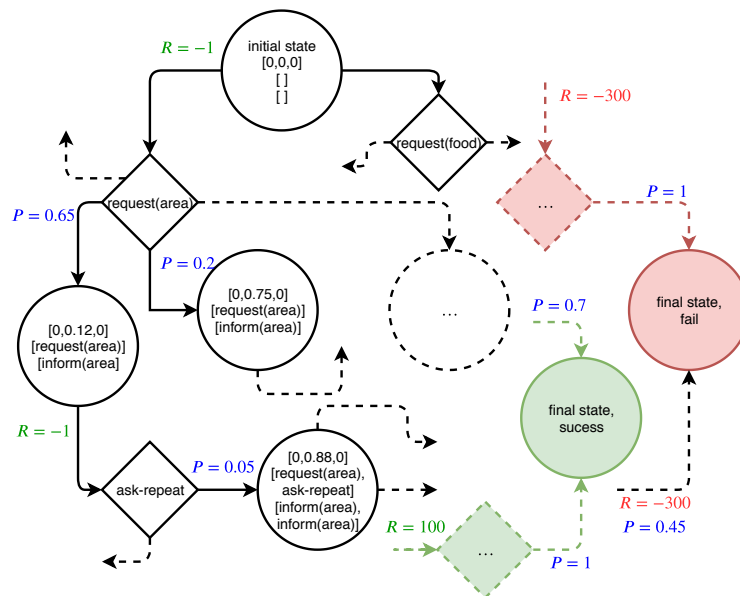 R = −1
initial state
[0,0,0]
[ ]
[ ]
R = −300
request(food)
...
P = 1
request(area)
P = 0.65
P = 0.2
[0,0.75,0]
[request(area)]
[inform(area)]
...
P = 0.7
final state,
fail
[0,0.12,0]
[request(area)]
[inform(area]
final state,
sucess
R = −1
ask-repeat
P = 0.05
[0,0.88,0]
[request(area),
ask-repeat]
[inform(area),
inform(area)]
R = −300
P = 0.45
R = 100
...
P = 1